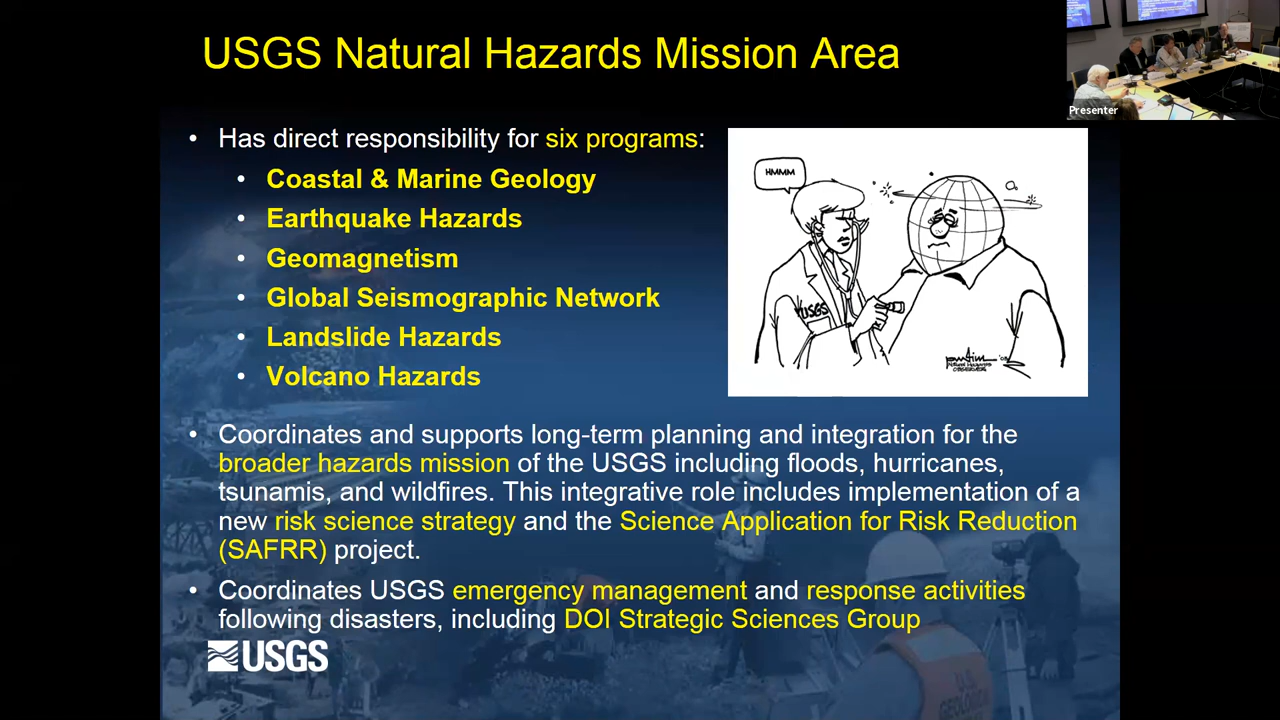 USGS Natural Hazards Mission Area
Presenter
• Has direct responsibility for six programs:
• Coastal & Marine Geology
• Earthquake Hazards
• Geomagnetism
• Global Seismographic Network
• Landslide Hazards
• Volcano Hazards
HMMM
USGS
• Coordinates and supports long-term planning and integration for the
broader hazards mission of the USGS including floods, hurricanes,
tsunamis, and wildfires. This integrative role includes implementation of a
new risk science strategy and the Science Application for Risk Reduction
(SAFRR) project.
• Coordinates USGS emergency management and response activities
following disasters, including DOI Strategic Sciences Group
USGS
U.S.